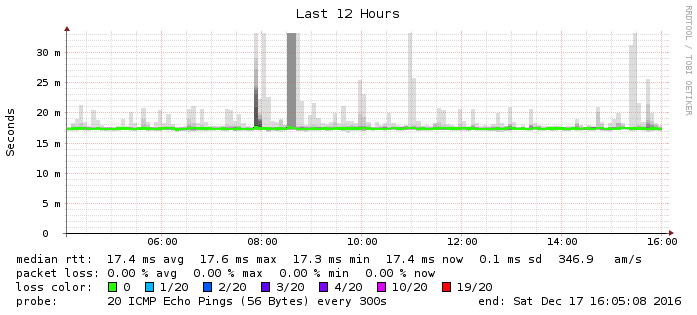 Last 12 Hours
RRDTOOL / TOBI OETIKER
Seconds
30 m
25 m
20 m
15 m
10 m
5 m
0
06:00 08:00 10:00 12:00 14:00 16:00
median rtt: 17.4 ms avg 17.6 ms max 17.3 ms min 17.4 ms now 0.1 ms sd 346.9 am/s
packet loss: 0.00 % avg 0.00 % max 0.00 % min 0.00 % now
loss color: 0 1/20 2/20 3/20 4/20 10/20 19/20
probe: 20 ICMP Echo Pings (56 Bytes) every 300s end: Sat Dec 17 16:05:08 2016